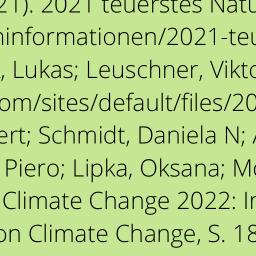 21). 2021 teuerstes Natu
ninformationen/2021-teu
, Lukas; Leuschner, Vikto
om/sites/default/files/20
ert; Schmidt, Daniela N; A
Piero; Lipka, Oksana; Mo
Climate Change 2022: In
on Climate Change, S. 18